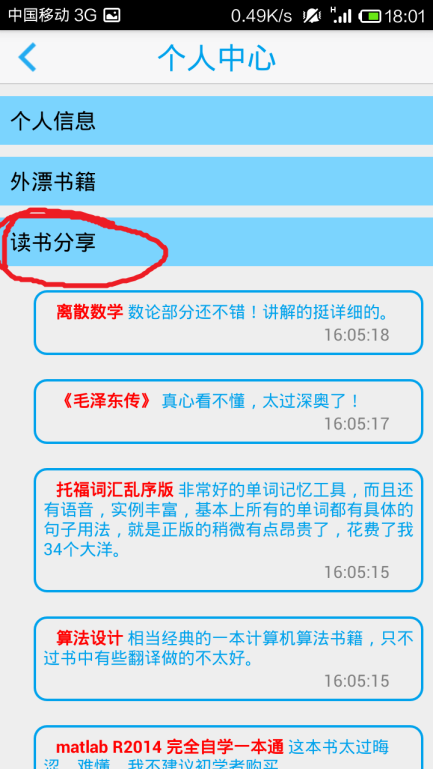 中国移动 3G 0.49K/s H 18:01
个人中心
个人信息
外漂书籍
读书分享
离散数学 数论部分还不错！讲解的挺详细的。
16:05:18
《毛泽东传》 真心看不懂，太过深奥了！
16:05:17
托福词汇乱序版 非常好的单词记忆工具，而且还
有语音，实例丰富，基本上所有的单词都有具体的
句子用法，就是正版的稍微有点昂贵了，花费了我
34个大洋。
16:05:15
算法设计 相当经典的一本计算机算法书籍，只不
过书中有些翻译做的不太好。
16:05:15
matlab R2014 完全自学一本通 这本书太过晦
涩，难懂，我不建议初学者购买